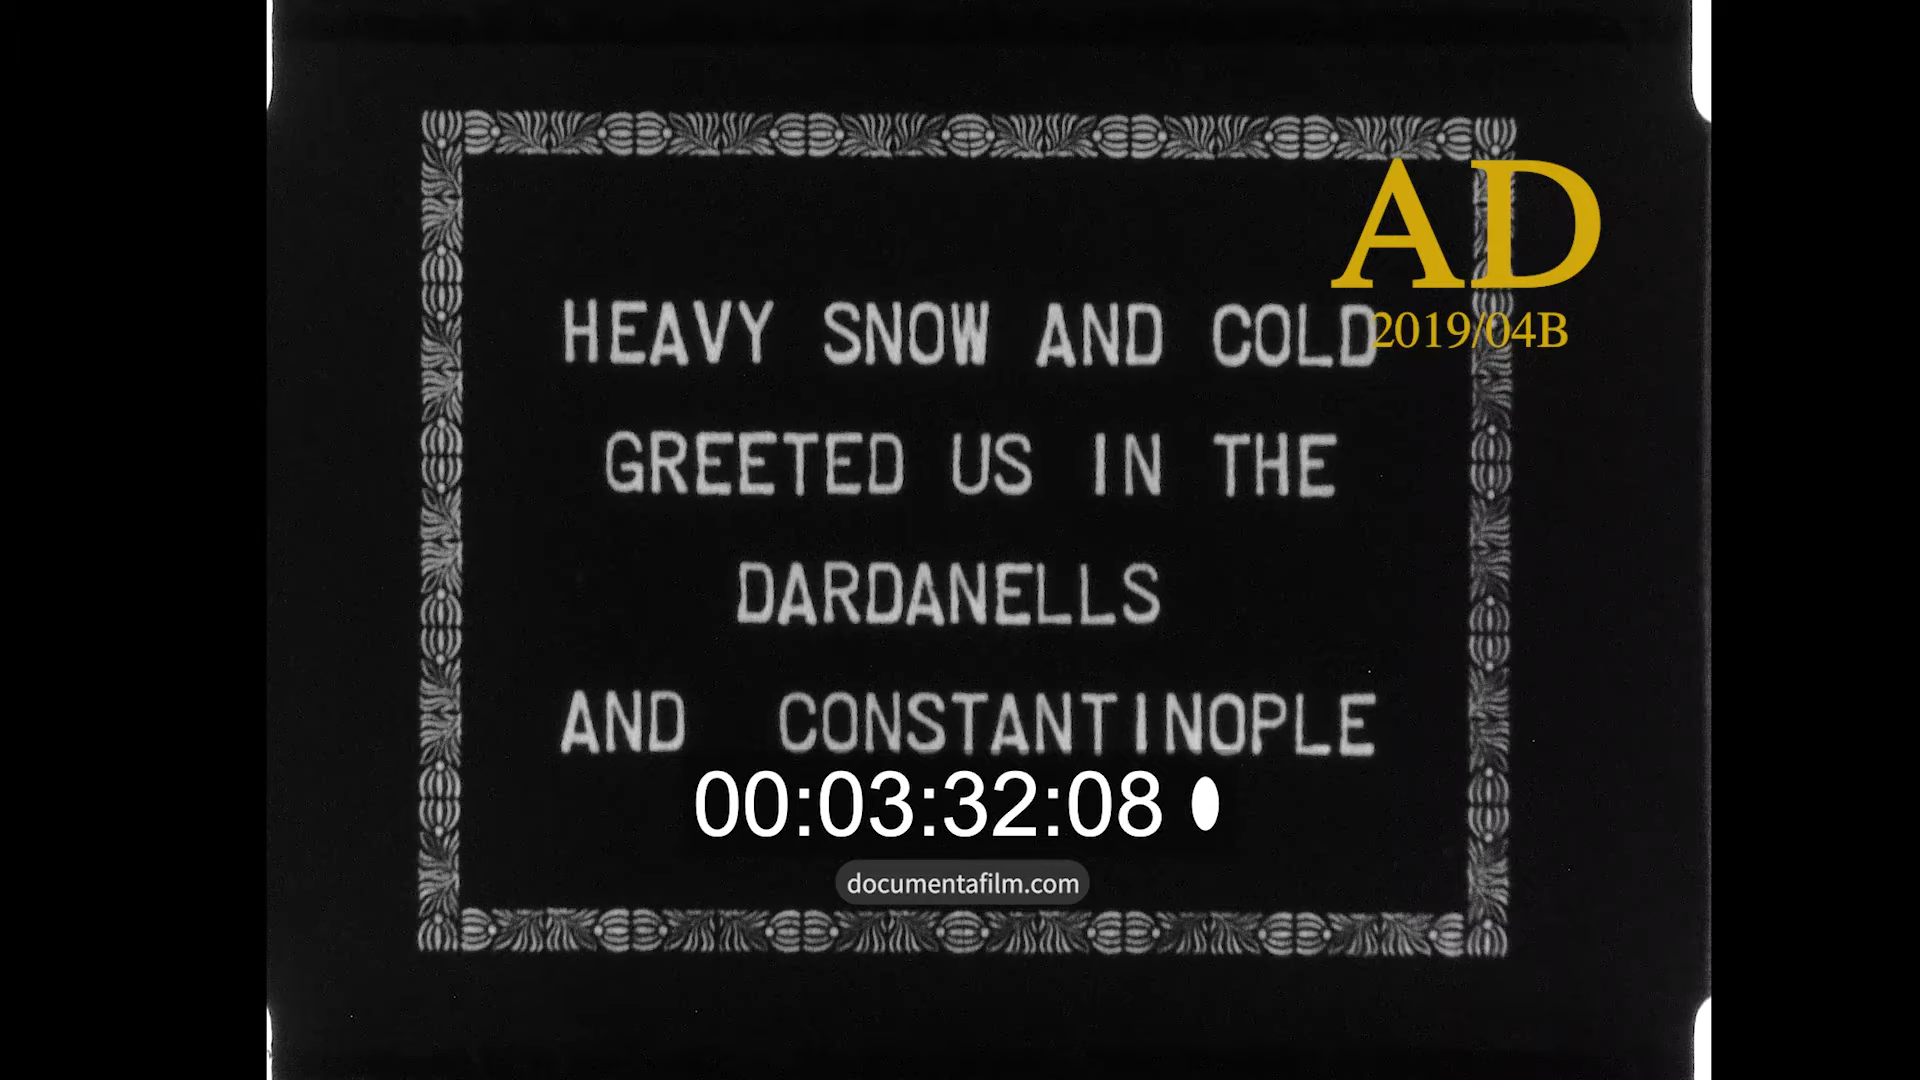 AD
2019/04B
HEAVY SNOW AND COLD
GREETED US IN THE
DARDANELLS
AND CONSTANTINOPLE
00:03:32:08
documentafilm.com